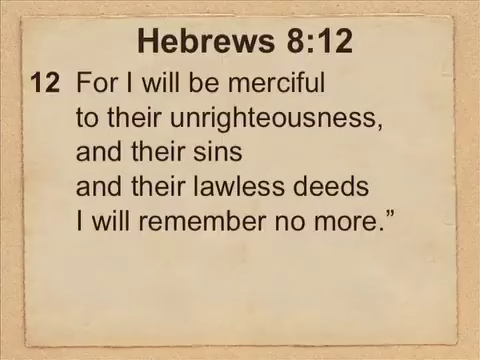 Hebrews 8:12
12 For I will be merciful
to their unrighteousness,
and their sins
and their lawless deeds
I will remember no more.”